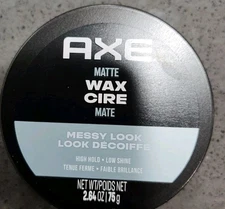 AXE
MATTE
WAX
CIRE
MATE
MESSY LOOK
LOOK DÉCOIFFÉ
HIGH HOLD • LOW SHINE
TENUE FERME • FAIBLE BRILLANCE
NET WT/POIDS NET
2.64 OZ | 75 g